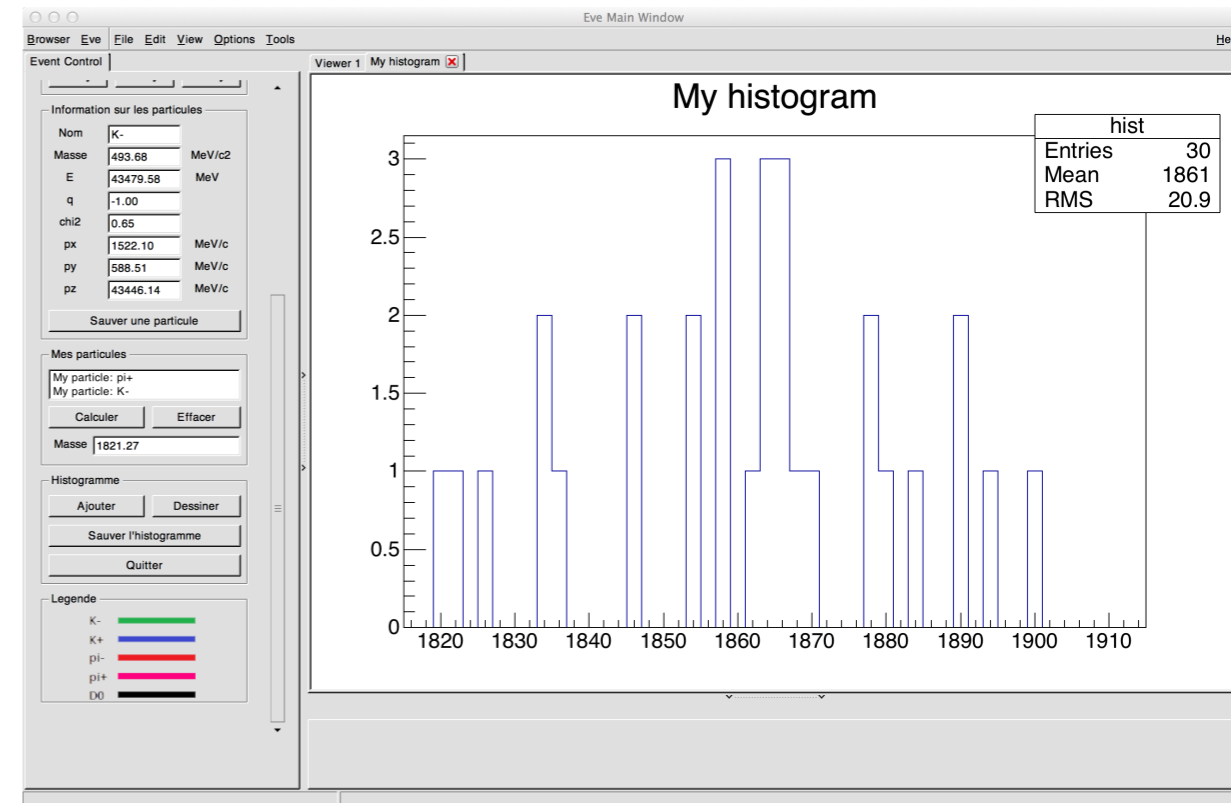 Eve Main Window
Browser Eve File Edit View Options Tools
Event Control
Viewer 1 My histogram
Information sur les particules
Nom K-
Masse 493.68 MeV/c2
E 43479.58 MeV
q -1.00
chi2 0.65
px 1522.10 MeV/c
py 588.51 MeV/c
pz 43446.14 MeV/c
Sauver une particule
Mes particules
My particle: pi+
My particle: K-
Calculer Effacer
Masse 1821.27
Histogramme
Ajouter Dessiner
Sauver l'histogramme
Quitter
Legende
K-
K+
pi-
pi+
D0
My histogram
hist
Entries 30
Mean 1861
RMS 20.9
3
2.5
2
1.5
1
0.5
0
1820 1830 1840 1850 1860 1870 1880 1890 1900 1910